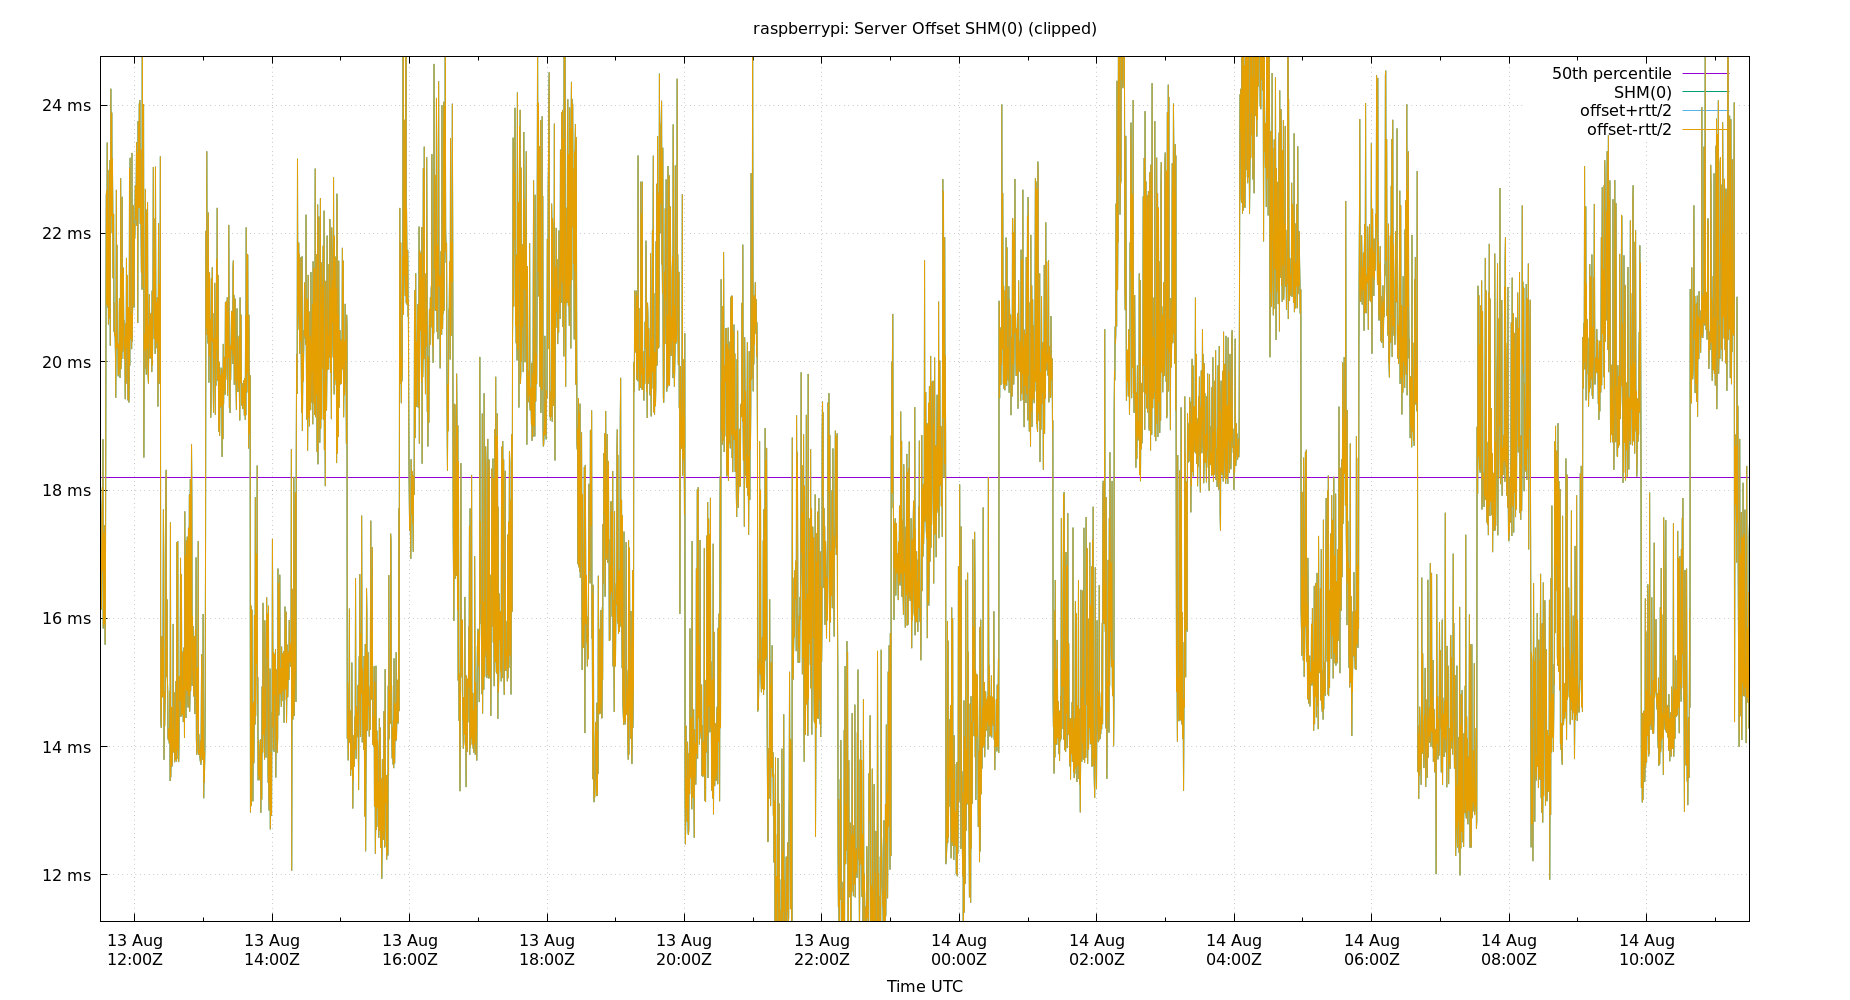 raspberrypi: Server Offset SHM(0) (clipped)
50th percentile
SHM(0)
offset+rtt/2
offset-rtt/2
24 ms
22 ms
20 ms
18 ms
16 ms
14 ms
12 ms
13 Aug 12:00Z
13 Aug 14:00Z
13 Aug 16:00Z
13 Aug 18:00Z
13 Aug 20:00Z
13 Aug 22:00Z
14 Aug 00:00Z
14 Aug 02:00Z
14 Aug 04:00Z
14 Aug 06:00Z
14 Aug 08:00Z
14 Aug 10:00Z
Time UTC